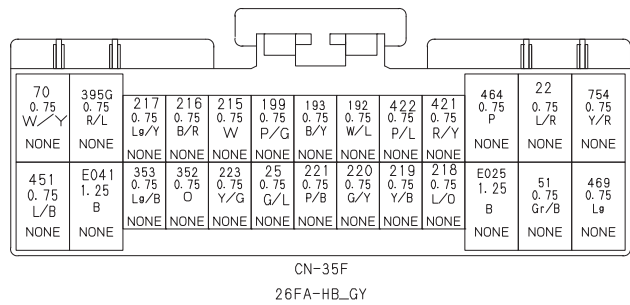 70 395G 217 216 215 199 193 192 422 421 464 22 754
0.75 0.75 0.75 0.75 0.75 0.75 0.75 0.75 0.75 0.75 0.75 0.75 0.75
W/Y R/L Lg/Y B/R W P/G B/Y W/L P/L R/Y P L/R Y/R
NONE NONE NONE NONE NONE NONE NONE NONE NONE NONE NONE NONE NONE
451 E041 353 352 223 25 221 220 219 218 E025 51 469
0.75 1.25 0.75 0.75 0.75 0.75 0.75 0.75 0.75 0.75 1.25 0.75 0.75
L/B B Lg/B O Y/G G/L P/B G/Y Y/B L/O B Gr/B Lg
NONE NONE NONE NONE NONE NONE NONE NONE NONE NONE NONE NONE NONE
CN-35F
26FA-HB_GY